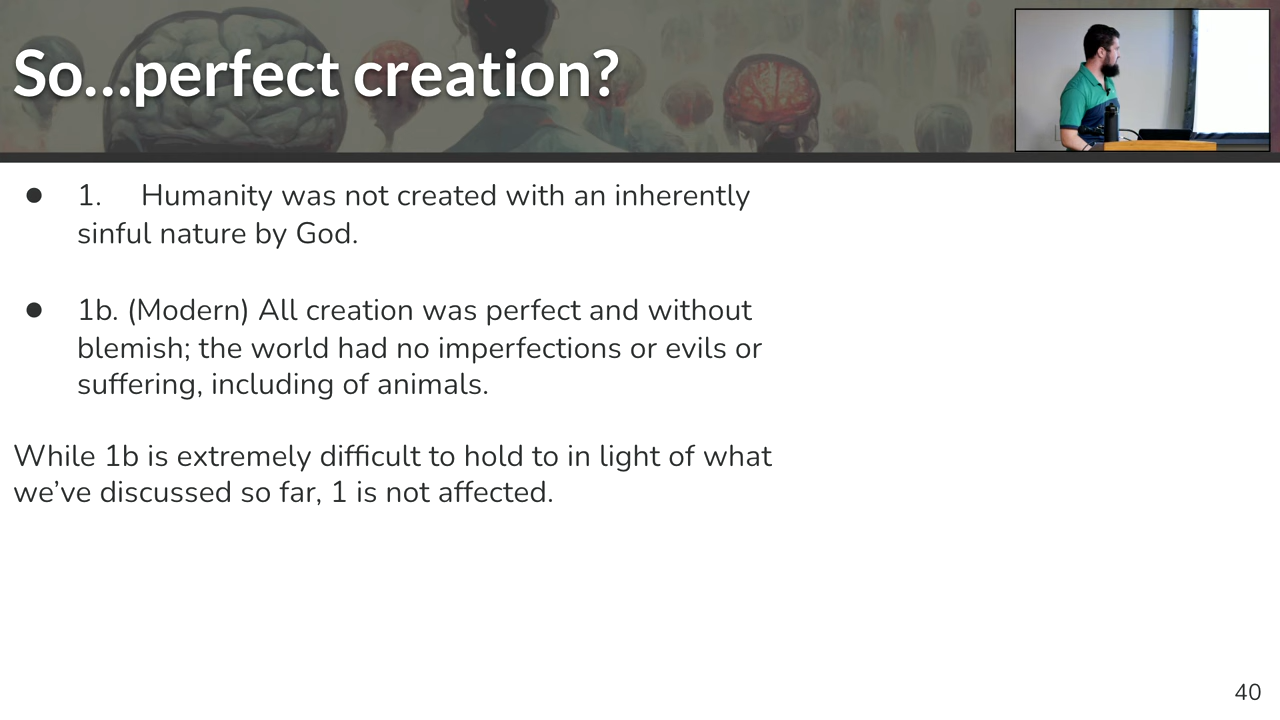 So...perfect creation?
● 1. Humanity was not created with an inherently
sinful nature by God.
● 1b. (Modern) All creation was perfect and without
blemish; the world had no imperfections or evils or
suffering, including of animals.
While 1b is extremely difficult to hold to in light of what
we’ve discussed so far, 1 is not affected.
40